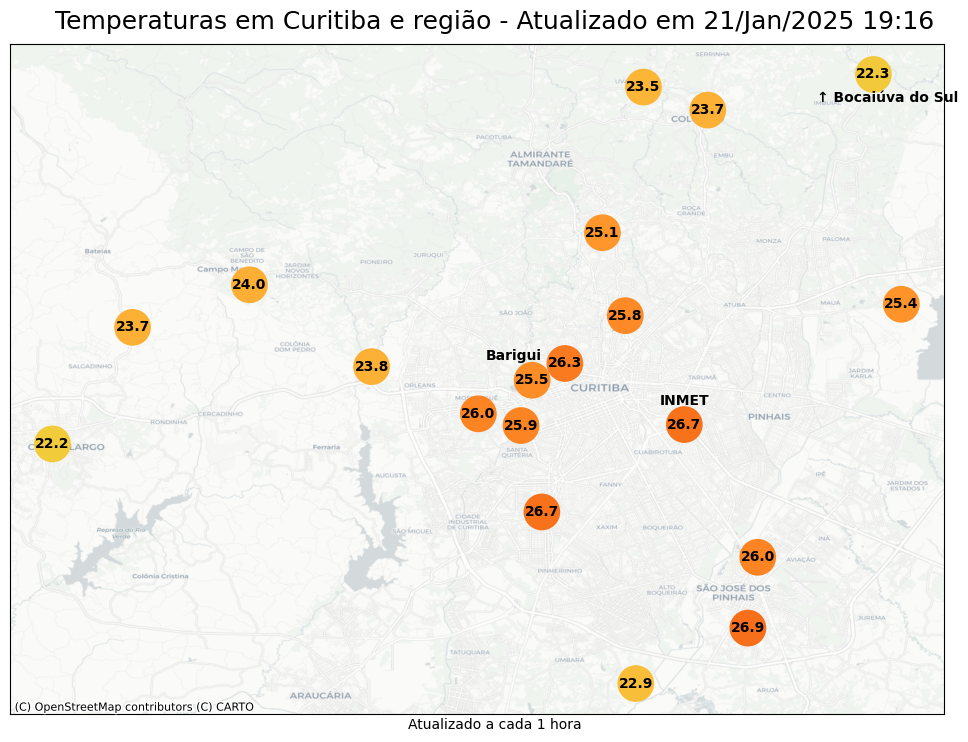 Temperaturas em Curitiba e região - Atualizado em 21/Jan/2025 19:16
SERRINHA
22.3
23.5
↑ Bocaiúva do Sul
23.7
PACOTUBA
ALMIRANTE
TAMANDARÉ
EMBU
ROÇA
GRANDE
25.1
MONZA
PALOMA
Bateias
CAMPO DE
SÃO
BENEDITO
JURUQUI
PIONEIRO
JARDIM
NOVOS
HORIZONTES
24.0
25.4
MAUÁ
ATUBA
SÃO JOÃO
25.8
23.7
COLÔNIA
DOM PEDRO
Barigui
26.3
SALGADINHO
23.8
25.5
JARDIM
KARLA
TARUMÃ
ORLEANS
CURITIBA
CENTRO
INMET
26.0
CERCADINHO
PINHAIS
RONDINHA
25.9
26.7
22.2
LARGO
Ferraria
SANTA
QUITÉRIA
GUABIROTUBA
AUGUSTA
IPÊ
FANNY
JARDIM DOS
ESTADOS I
26.7
CIDADE
INDUSTRIAL
DE CURITIBA
SÃO MIGUEL
XAXIM
BOQUEIRÃO
Represa do Rio
Verde
INÁ
26.0
AVIAÇÃO
Colônia Cristina
PINHEIRINHO
ALTO
BOQUEIRÃO
SÃO JOSÉ DOS
PINHAIS
JUREMA
26.9
TATUQUARA
UMBARÁ
22.9
ARAUCÁRIA
ARUJÁ
(C) OpenStreetMap contributors (C) CARTO
Atualizado a cada 1 hora